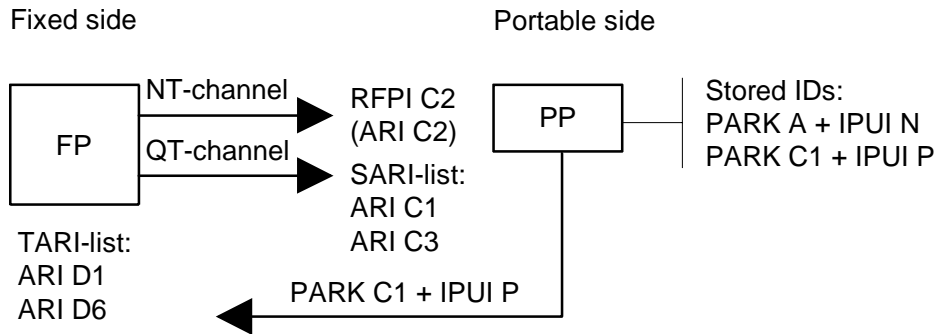 Fixed side
Portable side
FP
NT-channel
QT-channel
RFPI C2
(ARI C2)
SARI-list:
ARI C1
ARI C3
PP
Stored IDs:
PARK A + IPUI N
PARK C1 + IPUI P
TARI-list:
ARI D1
ARI D6
PARK C1 + IPUI P